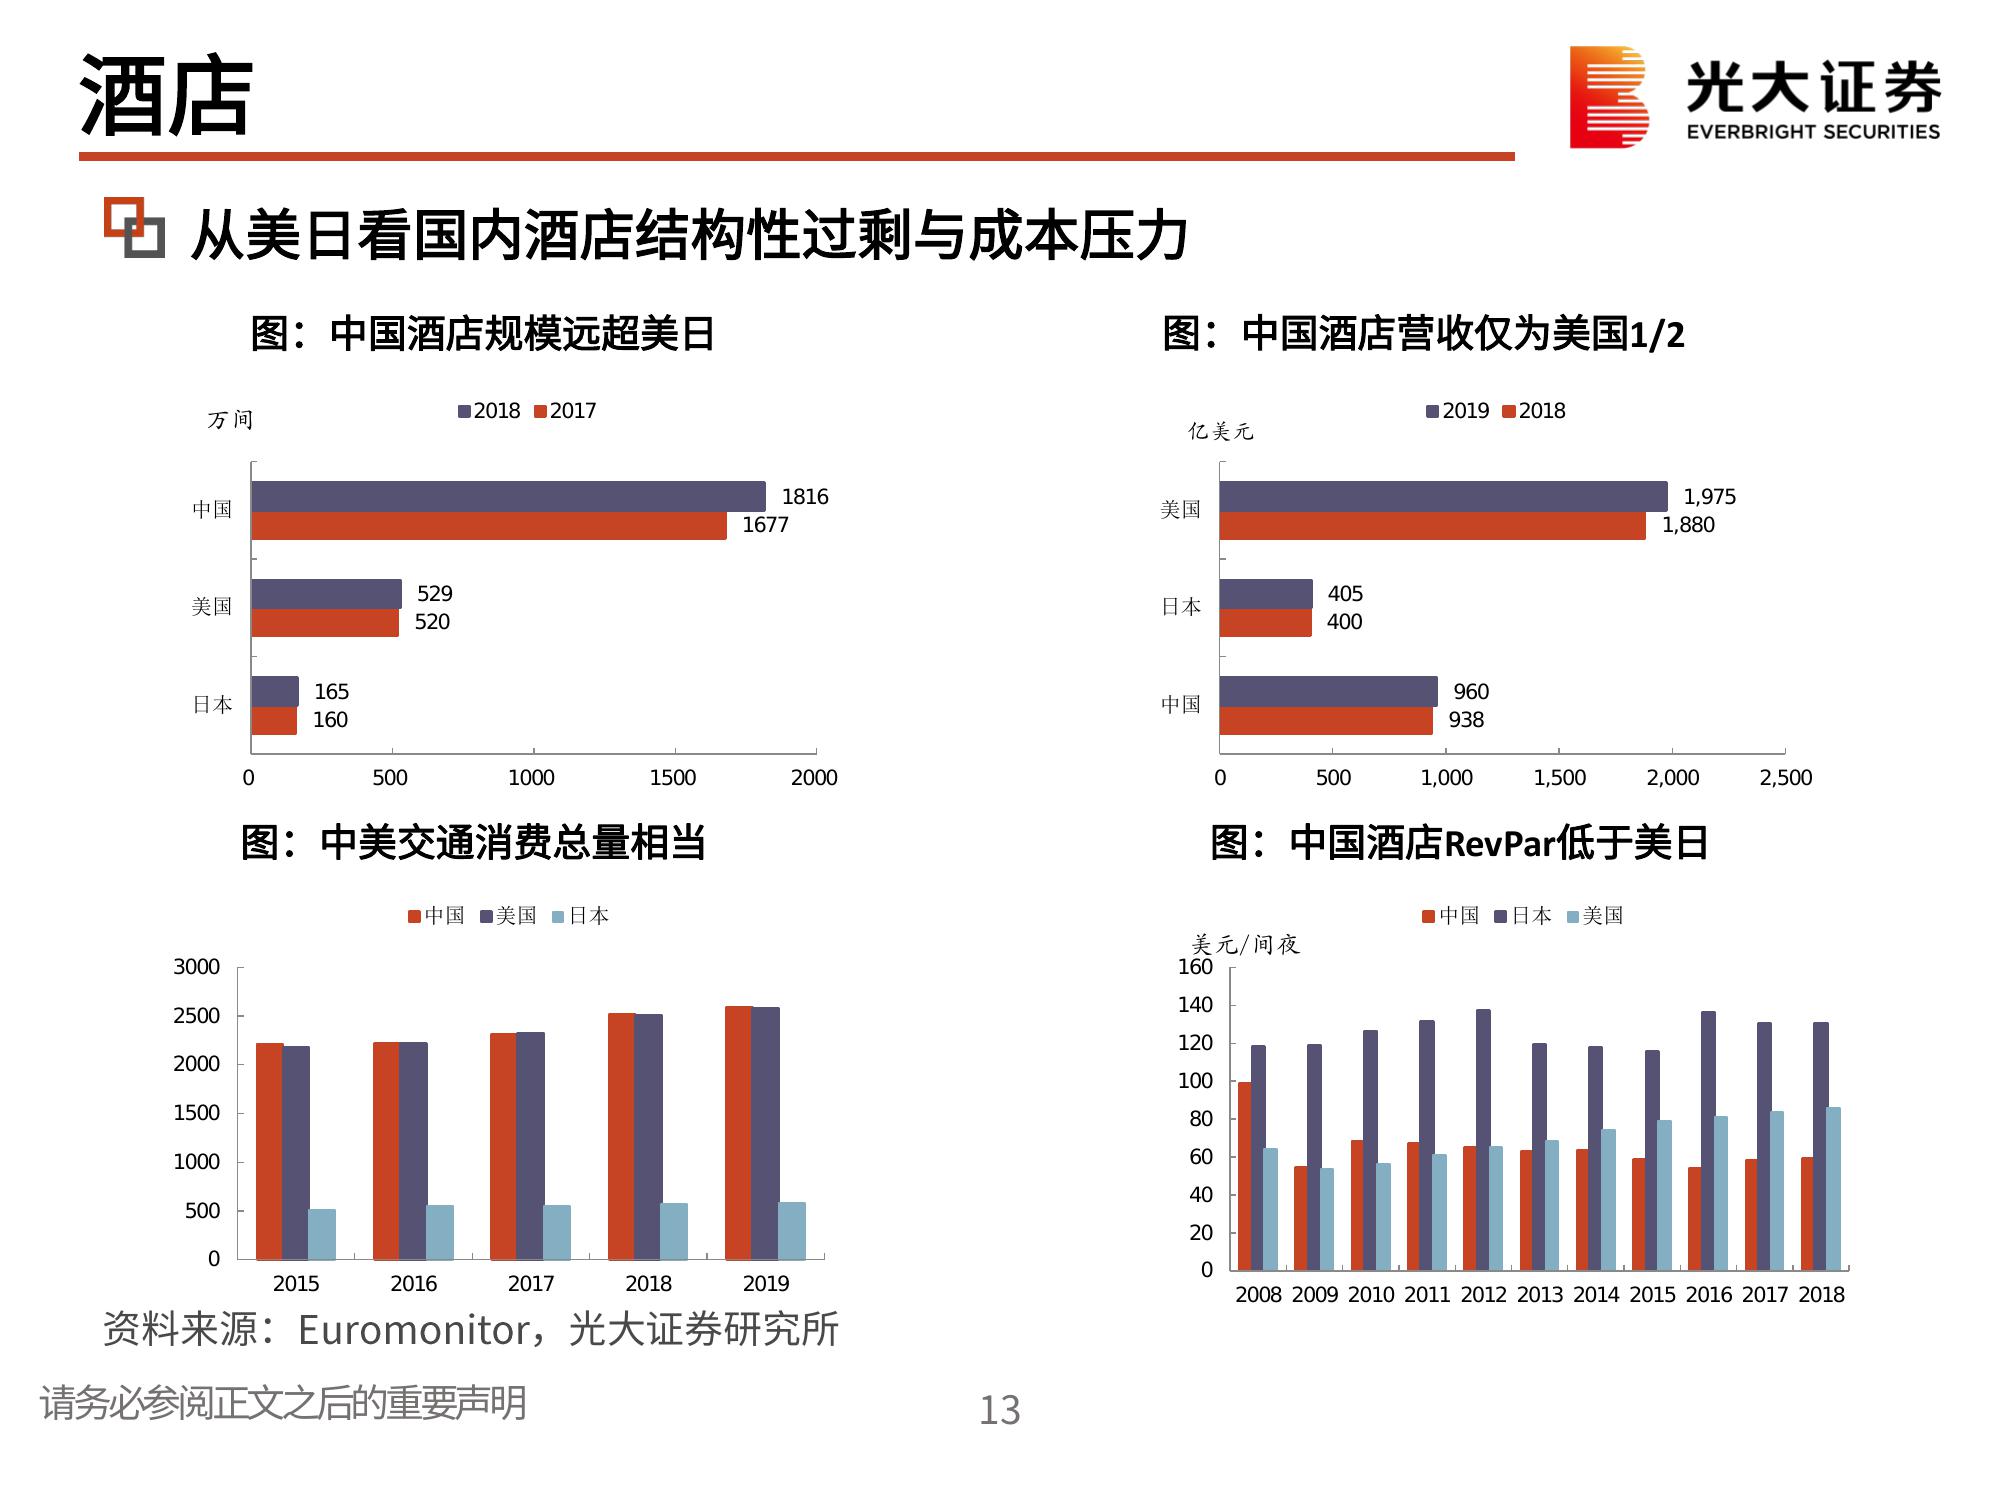 酒店
光大证券
EVERBRIGHT SECURITIES
从美日看国内酒店结构性过剩与成本压力
图：中国酒店规模远超美日
万间
2018 2017
中国
1816
1677
美国
529
520
日本
165
160
0 500 1000 1500 2000
图：中国酒店营收仅为美国1/2
亿美元
2019 2018
美国
1,975
1,880
日本
405
400
中国
960
938
0 500 1,000 1,500 2,000 2,500
图：中美交通消费总量相当
中国 美国 日本
3000
2500
2000
1500
1000
500
0
2015 2016 2017 2018 2019
图：中国酒店RevPar低于美日
中国 日本 美国
美元/间夜
160
140
120
100
80
60
40
20
0
2008 2009 2010 2011 2012 2013 2014 2015 2016 2017 2018
资料来源：Euromonitor，光大证券研究所
请务必参阅正文之后的重要声明
13